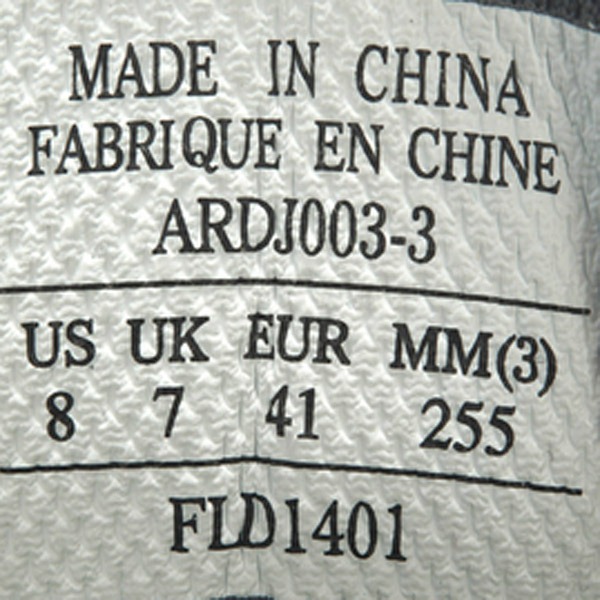 MADE IN CHINA
FABRIQUE EN CHINE
ARDJ003-3
US UK EUR MM(3)
8 7 41 255
FLD1401